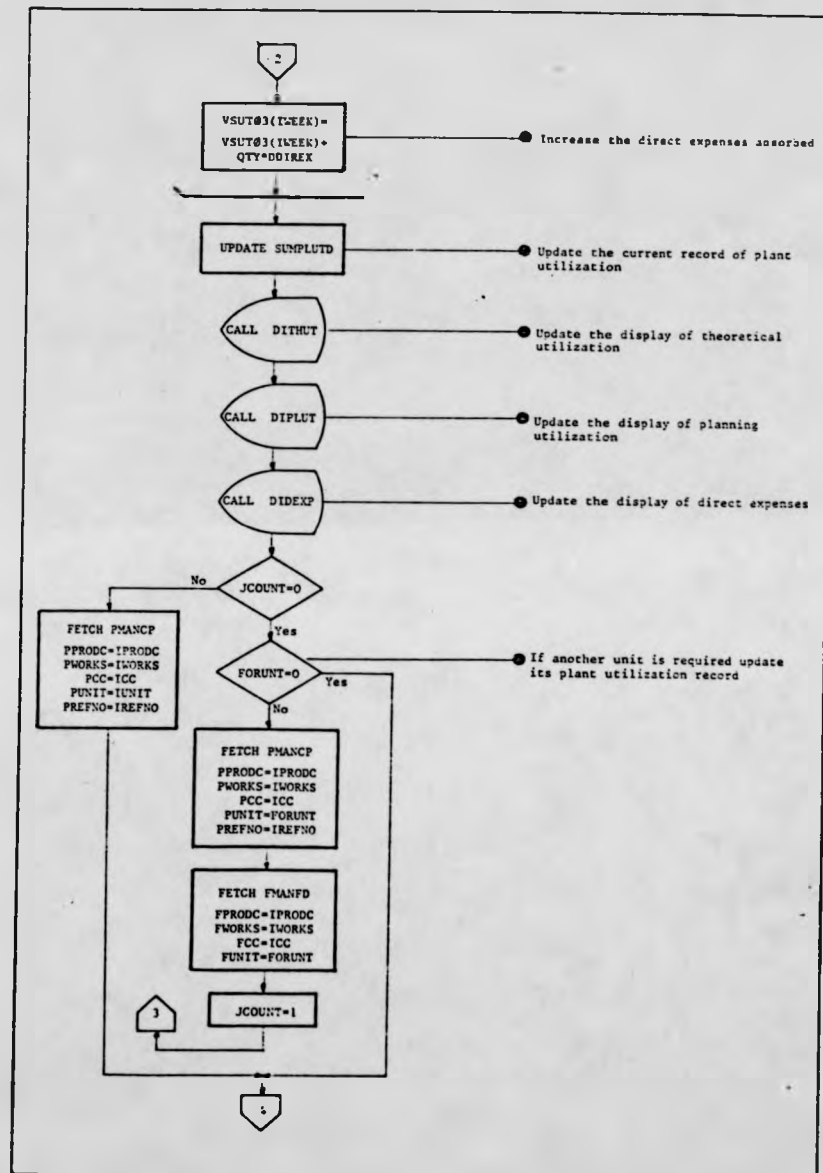 2
VSUTØ3(IWEEK)=
VSUTØ3(IWEEK)+
QTY*DDIREX
Increase the direct expenses absorbed
UPDATE SUMPLUTD
Update the current record of plant
utilization
CALL DITHUT
Update the display of theoretical
utilization
CALL DIPLUT
Update the display of planning
utilization
CALL DIDEXP
Update the display of direct expenses
JCOUNT=0
No
Yes
FETCH PMANCP
PPRODC=IPRODC
PWORKS=IWORKS
PCC=ICC
PUNIT=IUNIT
PREFNO=IREFNO
FORUNT=0
Yes
No
If another unit is required update
its plant utilization record
FETCH PMANCP
PPRODC=IPRODC
PWORKS=IWORKS
PCC=ICC
PUNIT=FORUNT
PREFNO=IREFNO
FETCH FMANFD
FPRODC=IPRODC
FWORKS=IWORKS
FCC=ICC
FUNIT=FORUNT
3
JCOUNT=1